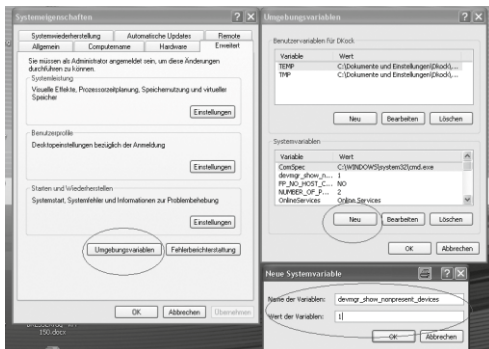 Systemeigenschaften
Systemwiederherstellung
Automatische Updates
Remote
Allgemein
Computername
Hardware
Erweitert
Sie müssen als Administrator angemeldet sein, um diese Änderungen
durchführen zu können.
Systemleistung
Visuelle Effekte, Prozessorzeitplanung, Speichernutzung und virtueller
Speicher
Einstellungen
Benutzerprofile
Desktopeinstellungen bezüglich der Anmeldung
Einstellungen
Starten und Wiederherstellen
Systemstart, Systemfehler und Informationen zur Problembehebung
Einstellungen
Umgebungsvariablen
Fehlerberichterstattung
OK
Abbrechen
Übernehmen
150.docx
Umgebungsvariablen
Benutzervariablen für DKock
Variable Wert
TEMP C:\Dokumente und Einstellungen\Dkock\...
TMP C:\Dokumente und Einstellungen\Dkock\...
Neu
Bearbeiten
Löschen
Systemvariablen
Variable Wert
ComSpec C:\WINDOWS\system32\cmd.exe
devmgr_show_n... 1
FP_NO_HOST_C... NO
NUMBER_OF_P... 2
OnlineServices Online Services
Neu
Bearbeiten
Löschen
OK
Abbrechen
Neue Systemvariable
Name der Variablen: devmgr_show_nonpresent_devices
Wert der Variablen: 1
OK
Abbrechen